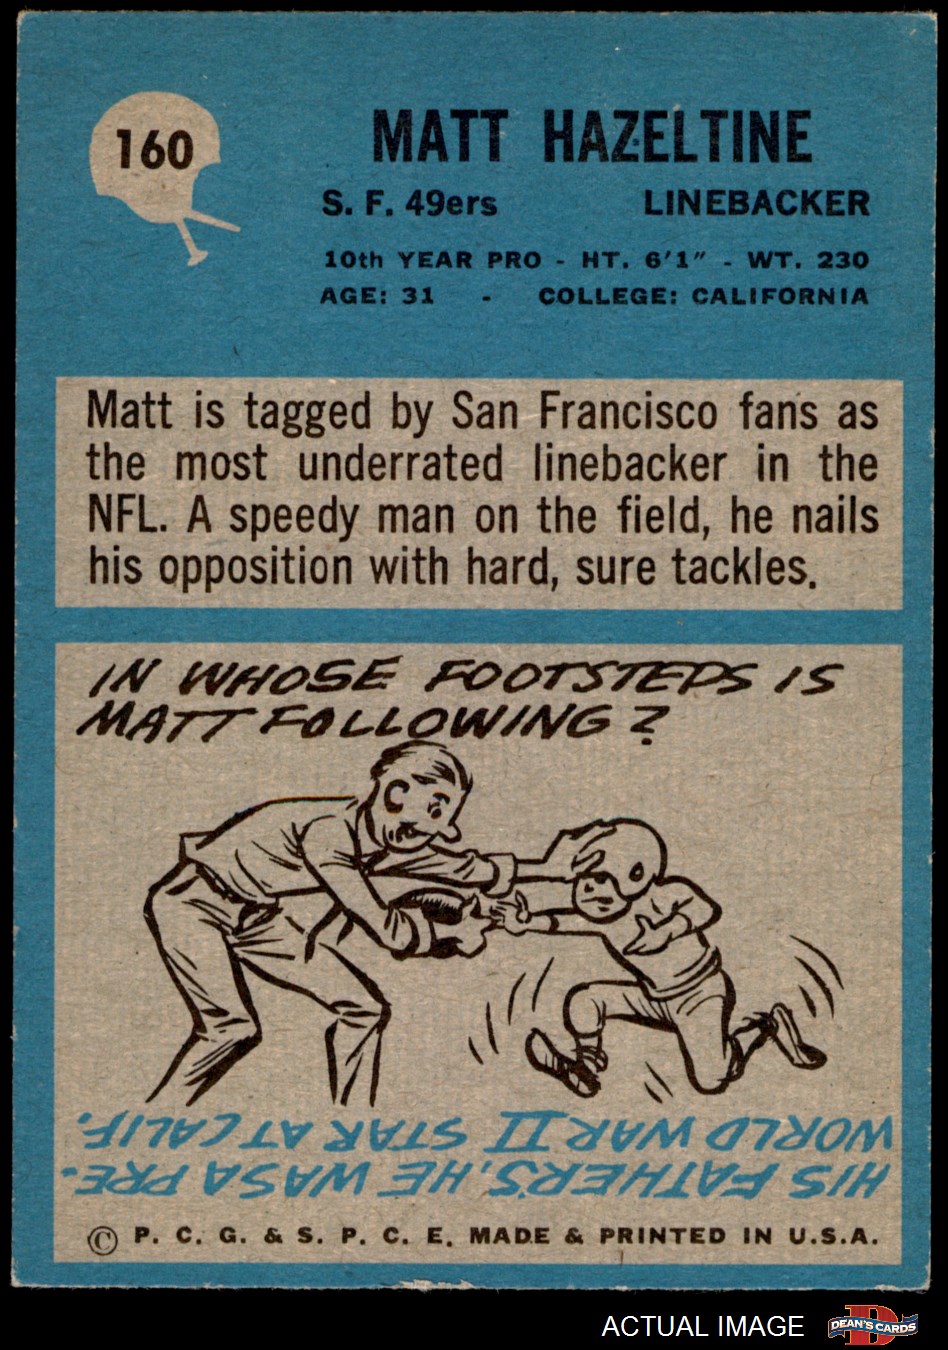 160
MATT HAZELTINE
S. F. 49ers LINEBACKER
10th YEAR PRO - HT. 6'1" - WT. 230
AGE: 31 - COLLEGE: CALIFORNIA
Matt is tagged by San Francisco fans as
the most underrated linebacker in the
NFL. A speedy man on the field, he nails
his opposition with hard, sure tackles.
IN WHOSE FOOTSTEPS IS
MATT FOLLOWING?
HIS FATHER'S. HE WAS A PRE-
WORLD WAR II STAR AT CALIF.
© P. C. G. & S. P. C. E. MADE & PRINTED IN U.S.A.
ACTUAL IMAGE
DEAN'S CARDS